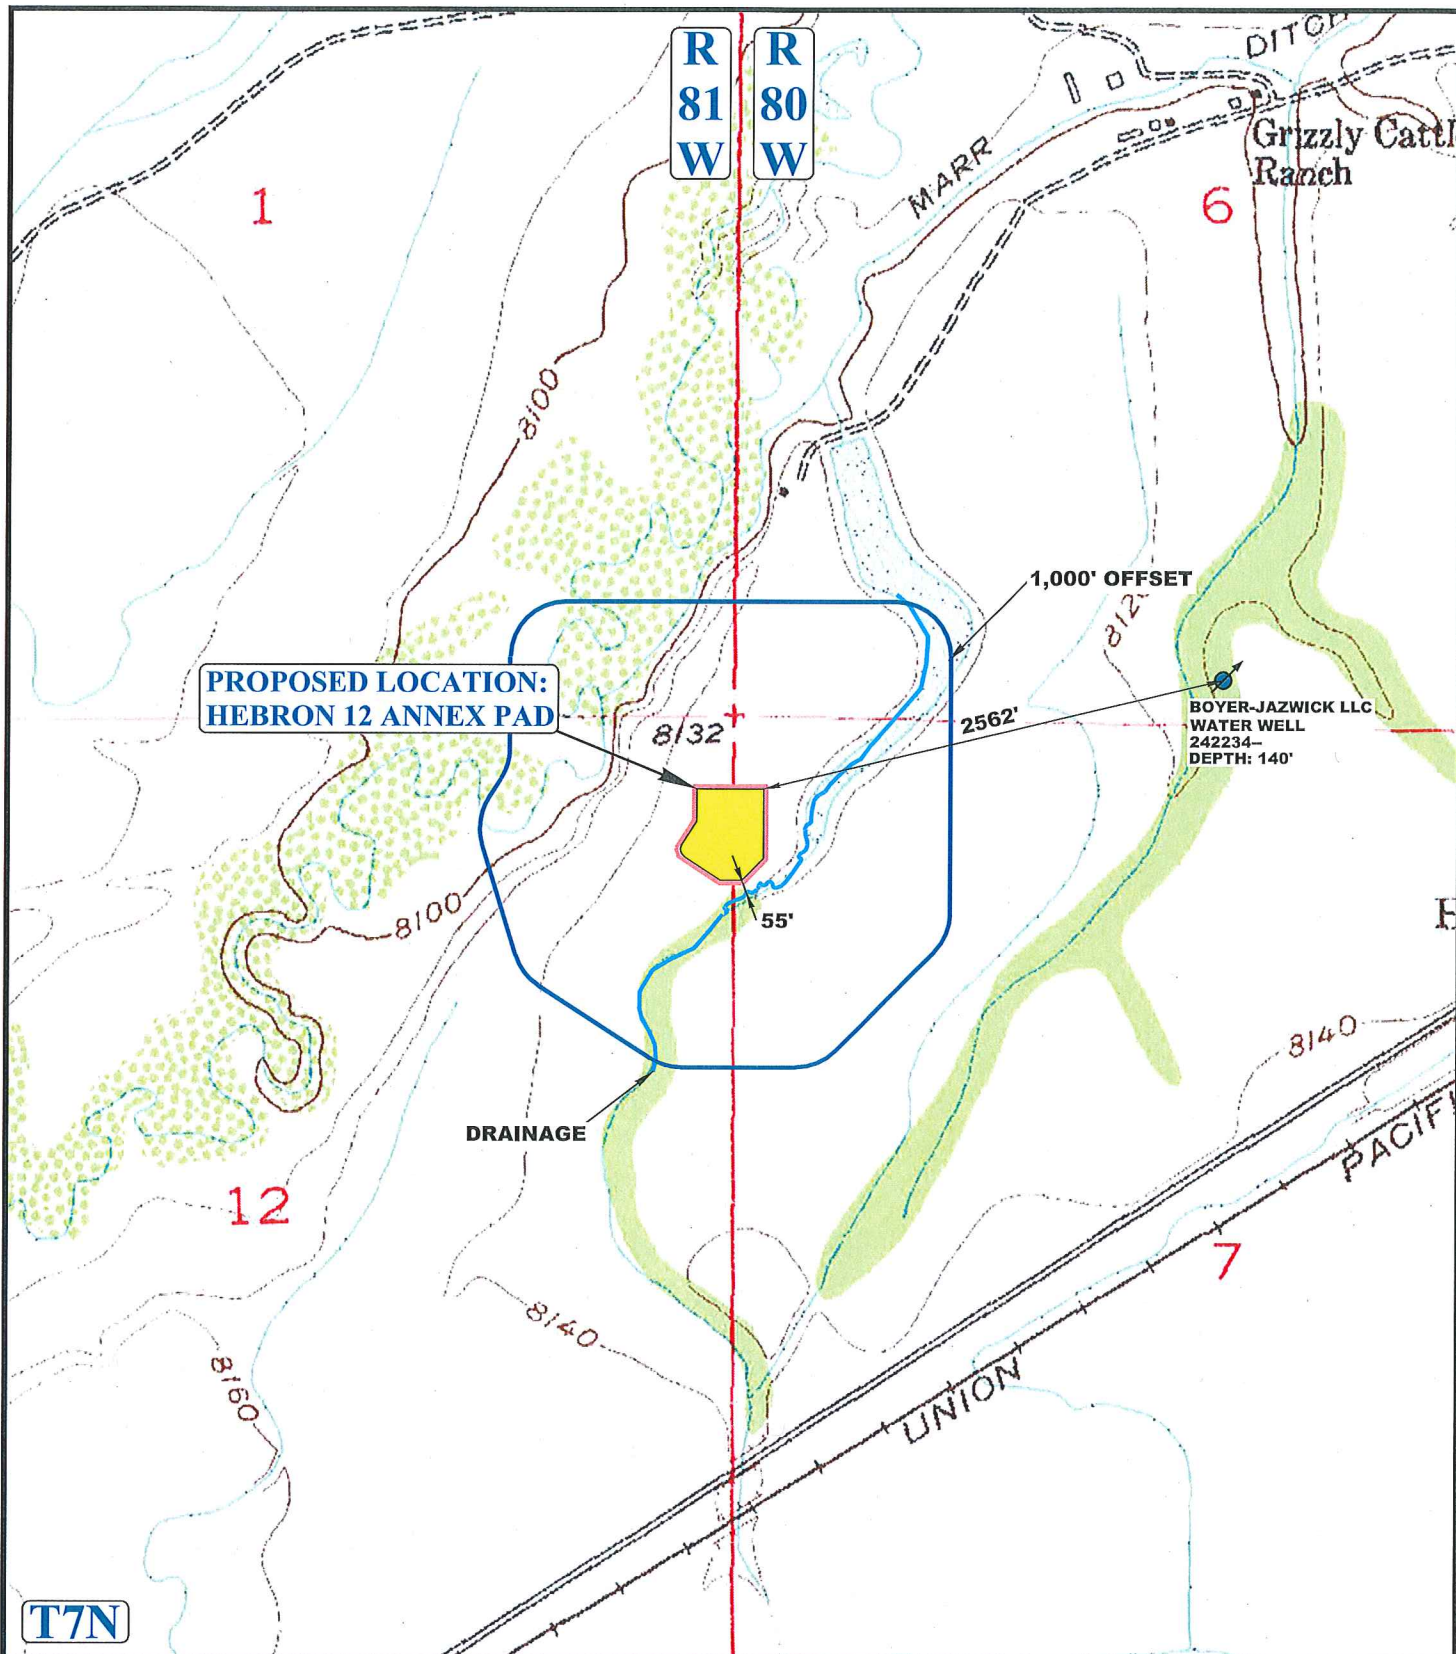 R
81
W
R
80
W
DITCH
MARR
Grizzly Cattl
Ranch
1
6
8100
1,000' OFFSET
PROPOSED LOCATION:
HEBRON 12 ANNEX PAD
8132
2562'
BOYER-JAZWICK LLC
WATER WELL
242234--
DEPTH: 140'
8100
55'
DRAINAGE
8140
PACIFI
12
7
8140
8160
UNION
T7N